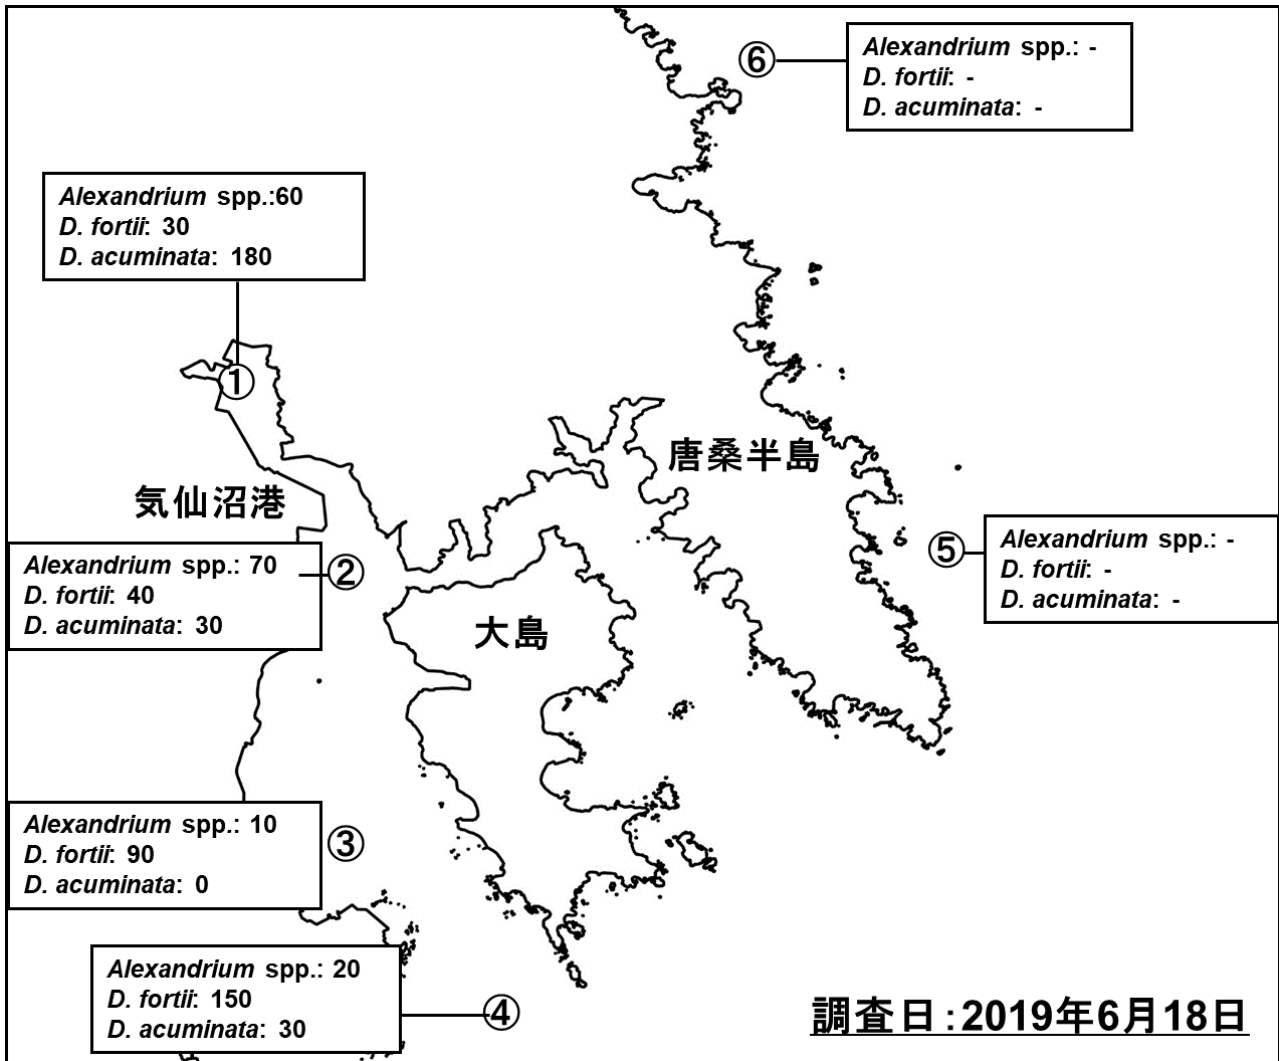 ⑥
Alexandrium spp.: -
D. fortii: -
D. acuminata: -
Alexandrium spp.:60
D. fortii: 30
D. acuminata: 180
①
唐桑半島
気仙沼港
Alexandrium spp.: 70
D. fortii: 40
D. acuminata: 30
②
⑤
Alexandrium spp.: -
D. fortii: -
D. acuminata: -
大島
Alexandrium spp.: 10
D. fortii: 90
D. acuminata: 0
③
Alexandrium spp.: 20
D. fortii: 150
D. acuminata: 30
④
調査日:2019年6月18日